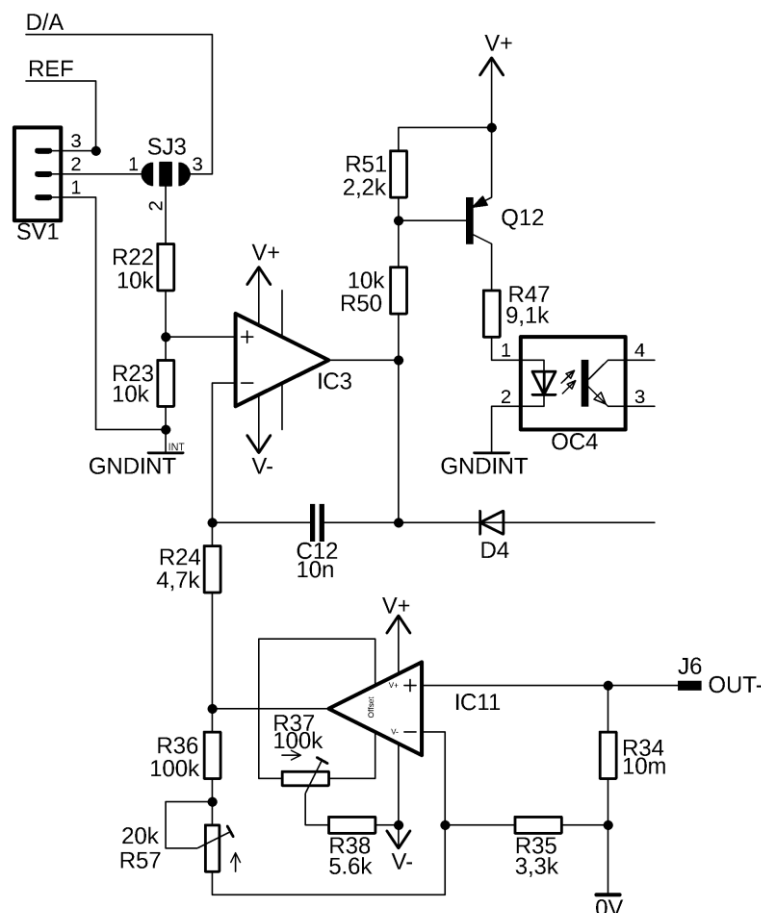 D/A
V+
REF
3
SJ3
R51
2,2k
2
1
3
1
2
Q12
SV1
R22
10k
V+
10k
R50
R47
9,1k
+
1
4
R23
10k
−
IC3
2
3
INT
GNDINT
V-
GNDINT
OC4
C12
10n
D4
R24
4,7k
V+
J6
OUT-
V+
+
IC11
Offset
R36
100k
R37
100k
V-
−
R34
10m
20k
R57
R38
5.6k
V-
R35
3,3k
0V